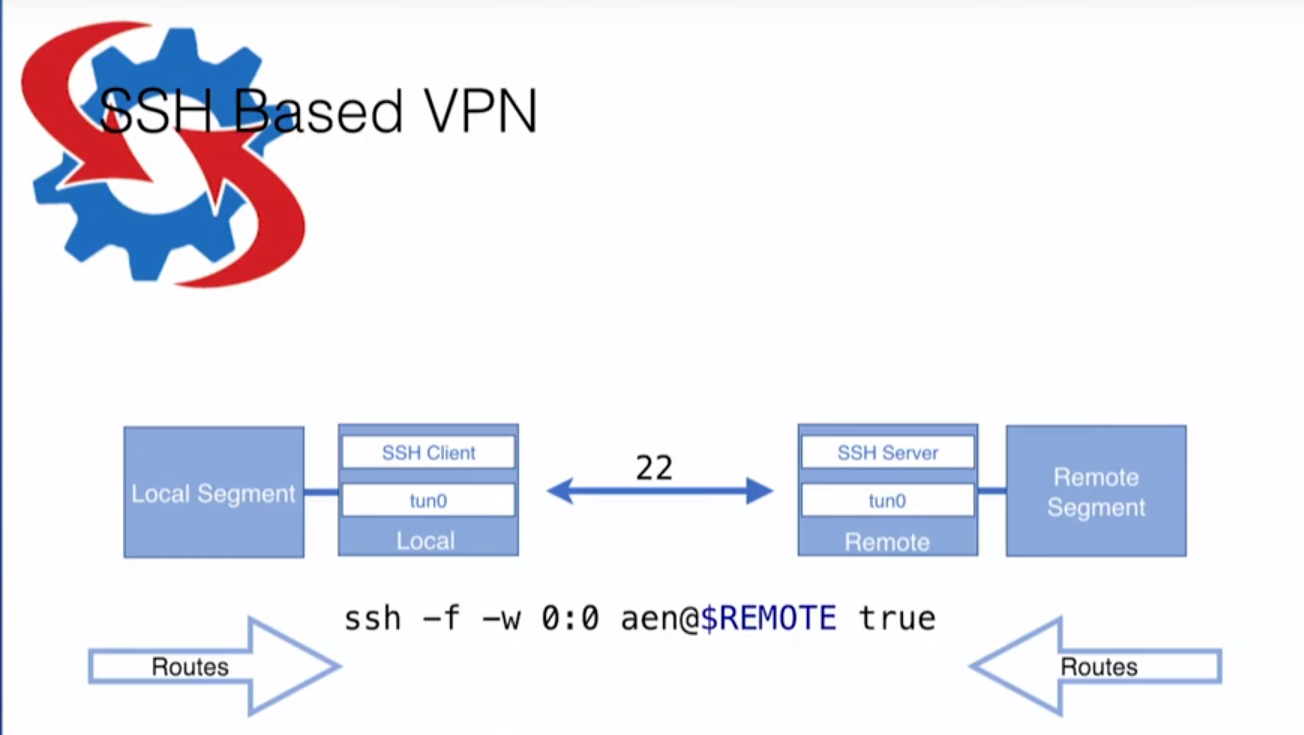 SSH Based VPN
Local Segment
SSH Client
tun0
Local
22
SSH Server
tun0
Remote
Remote
Segment
ssh -f -w 0:0 aen@$REMOTE true
Routes
Routes